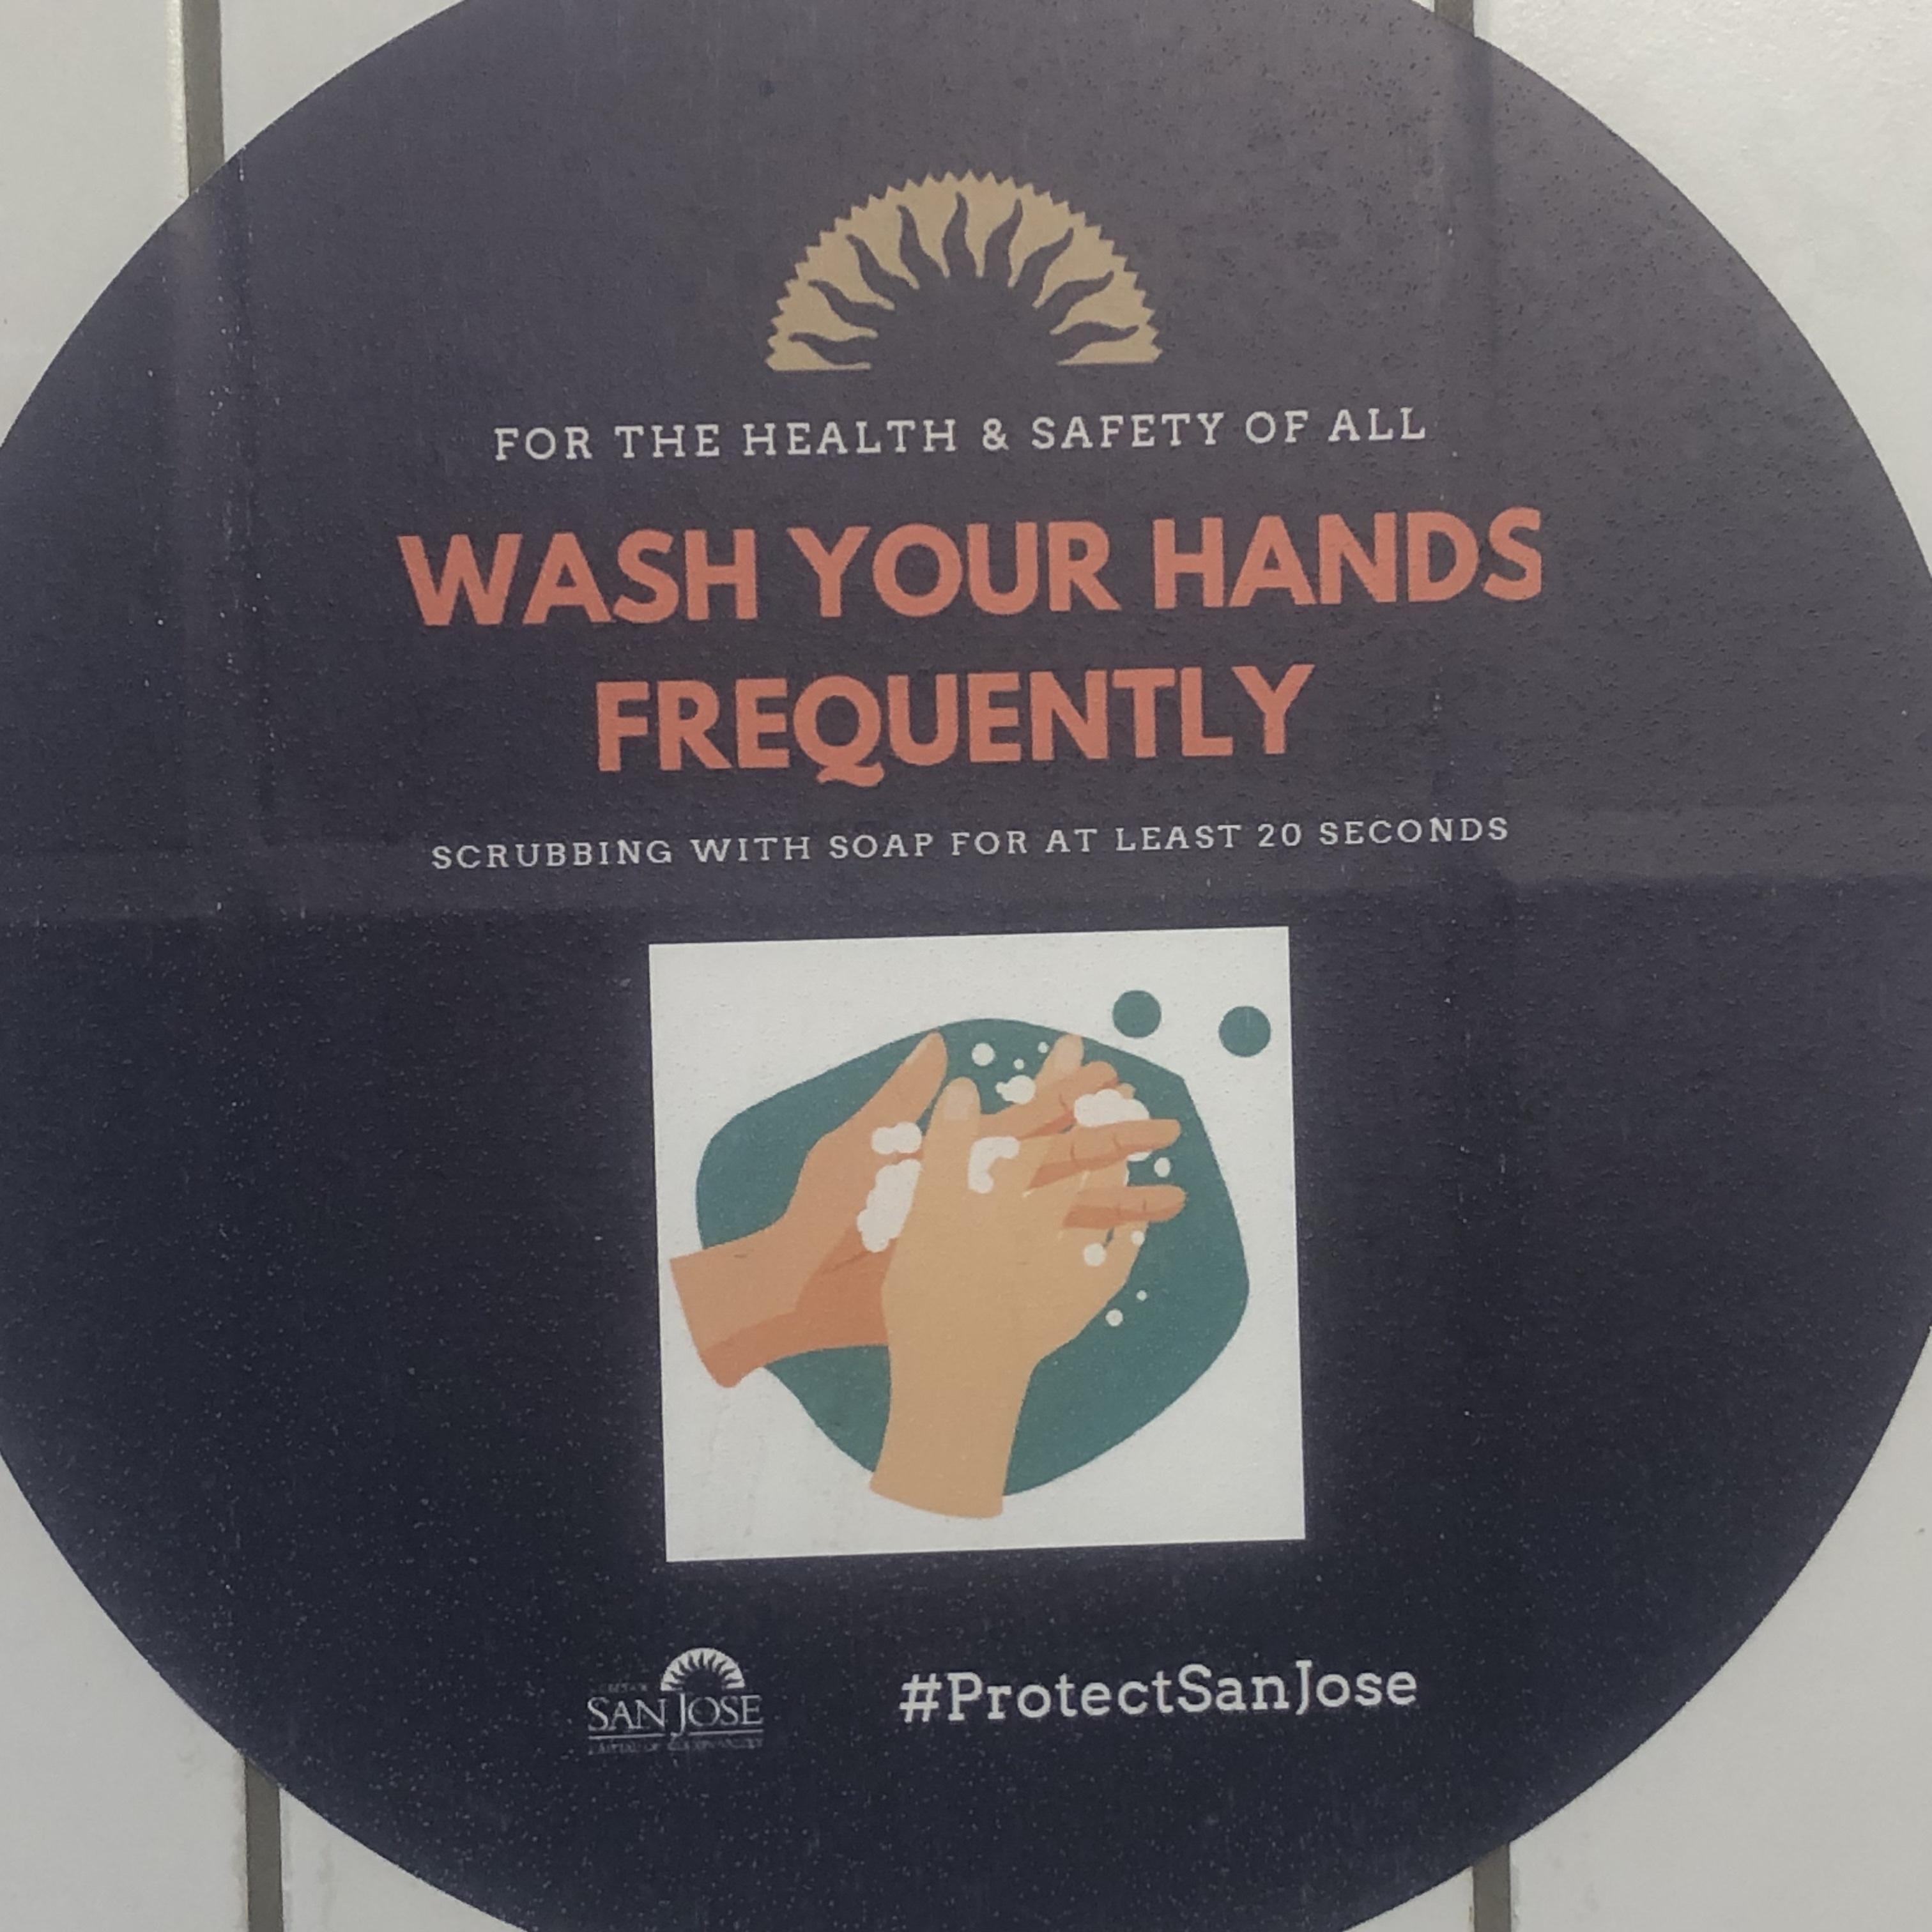 FOR THE HEALTH & SAFETY OF ALL
WASH YOUR HANDS
FREQUENTLY
SCRUBBING WITH SOAP FOR AT LEAST 20 SECONDS
SAN JOSE
#ProtectSanJose